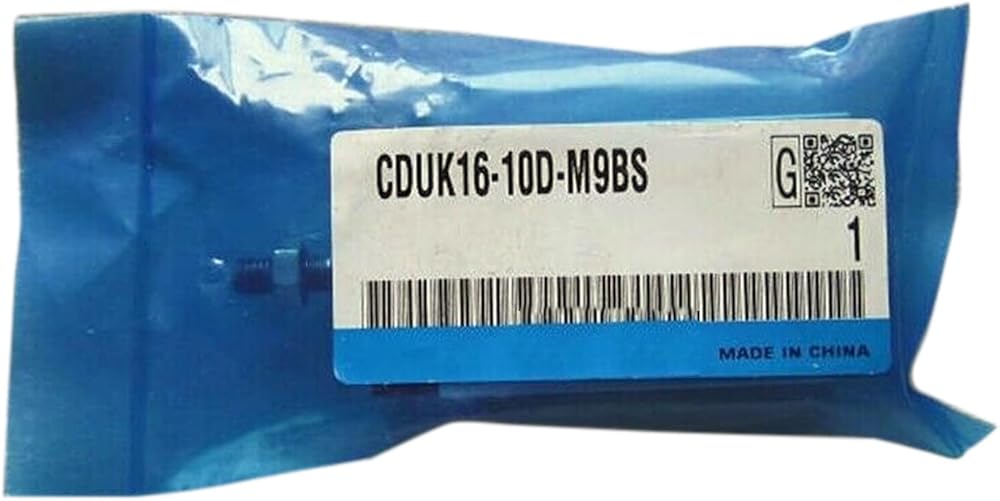 CDUK16-10D-M9BS
G
1
MADE IN CHINA